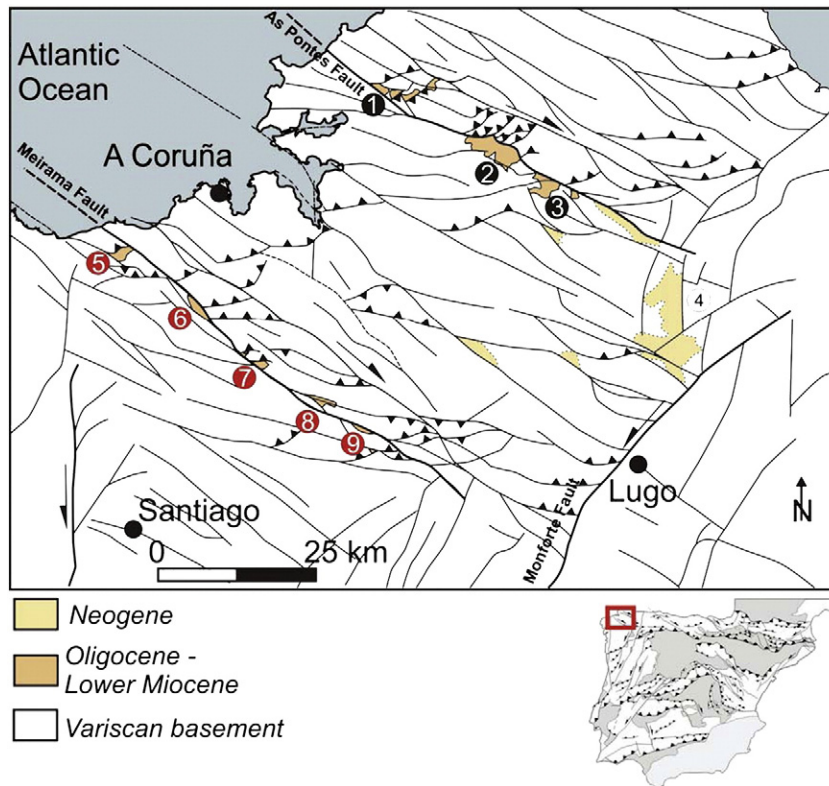 Atlantic
Ocean
As Pontes Fault
1
A Coruña
Meirama Fault
2
3
5
4
6
7
8
9
Monforte Fault
Lugo
N
Santiago
0 25 km
Neogene
Oligocene -
Lower Miocene
Variscan basement